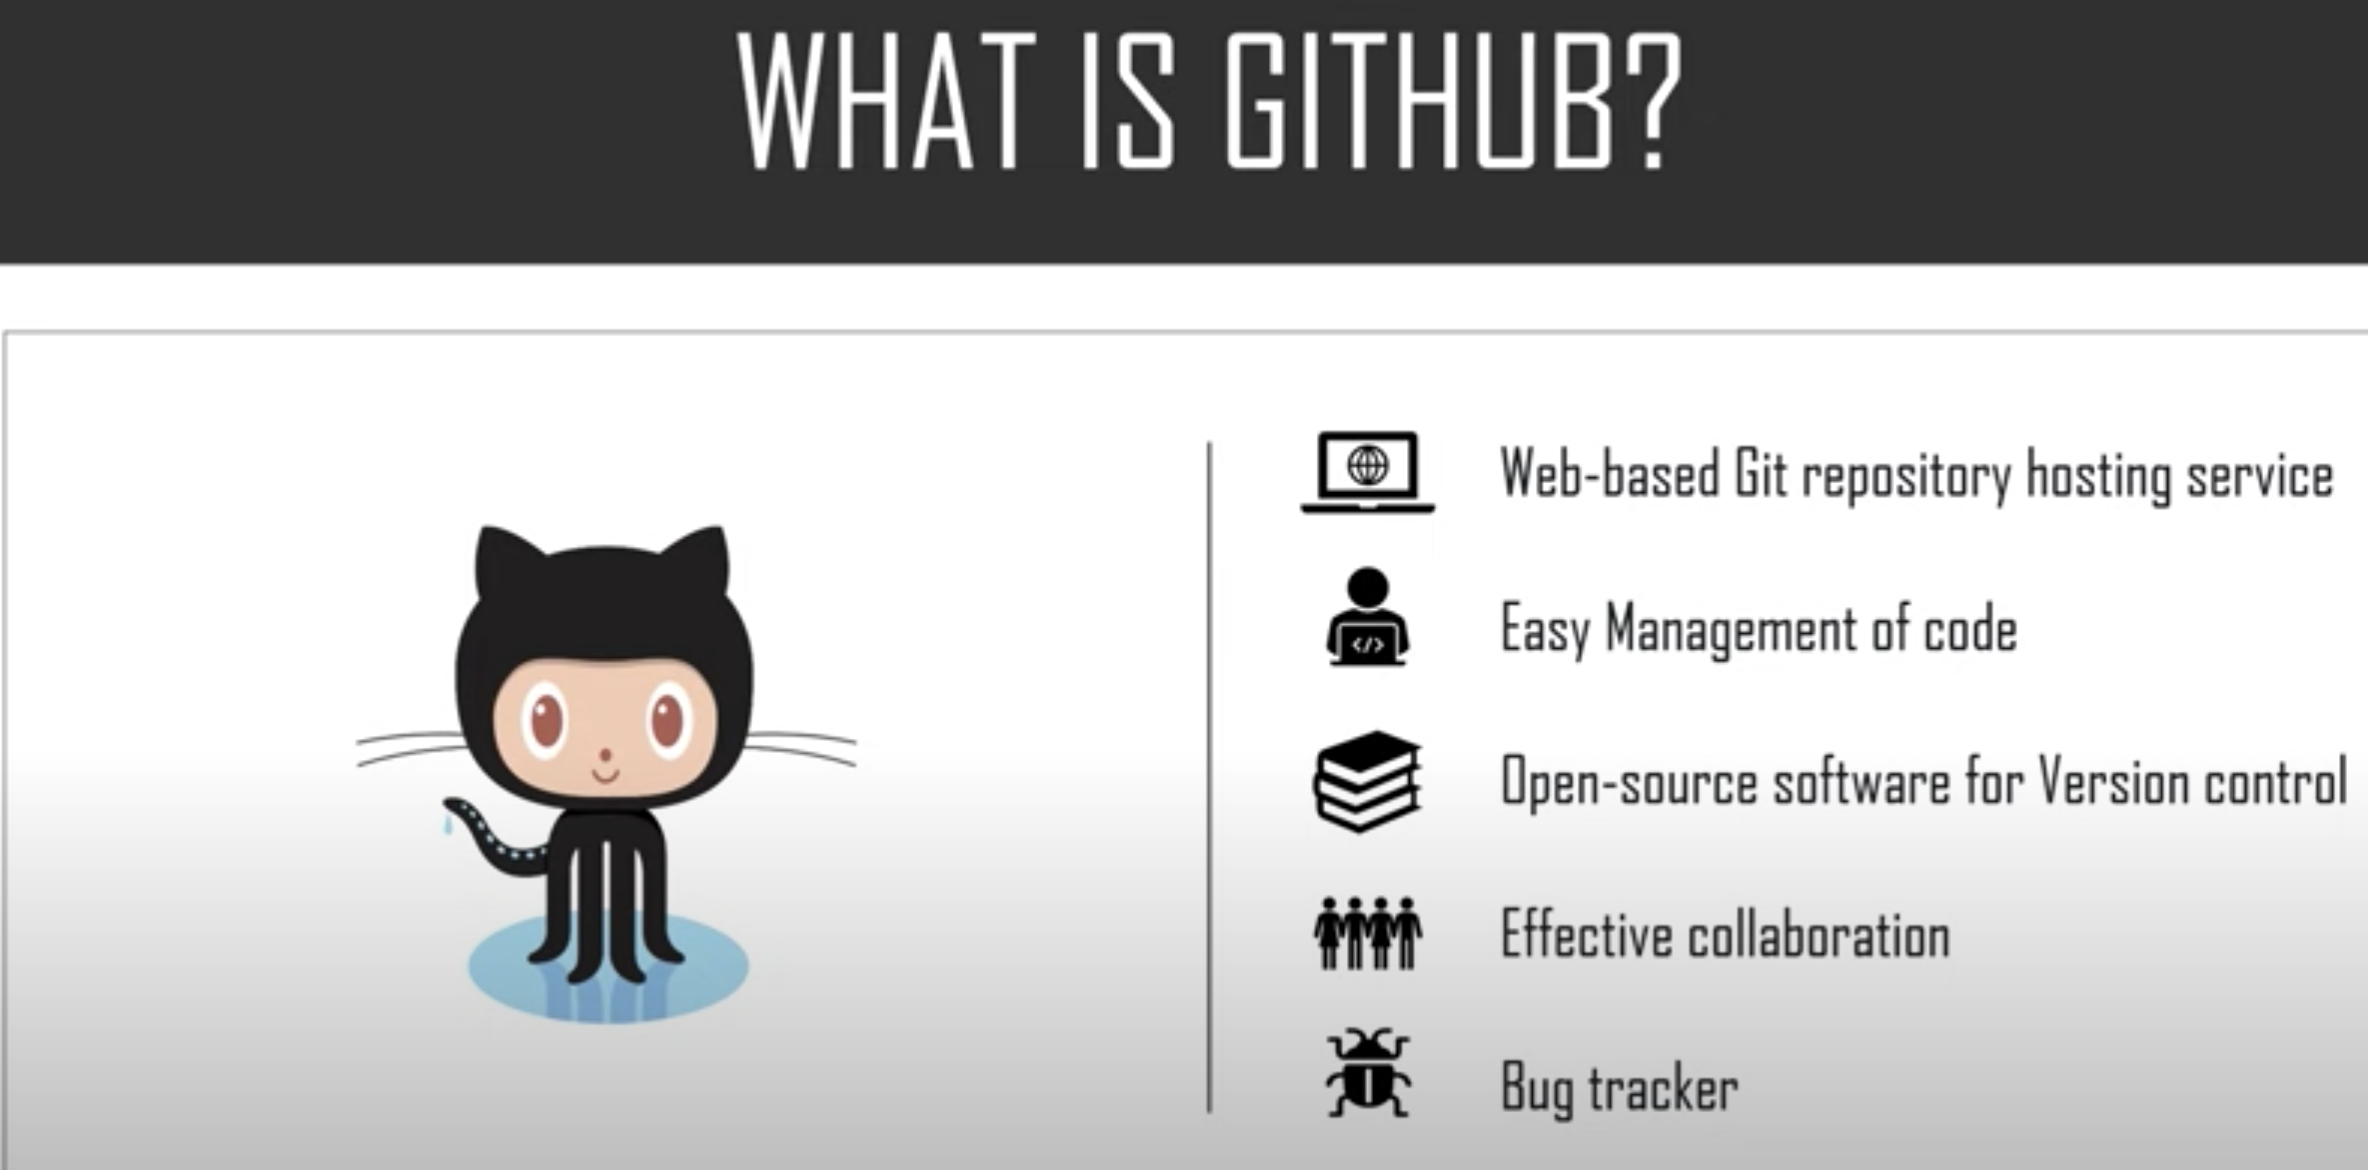 WHAT IS GITHUB?
Web-based Git repository hosting service
Easy Management of code
</>
Open-source software for Version control
Effective collaboration
Bug tracker